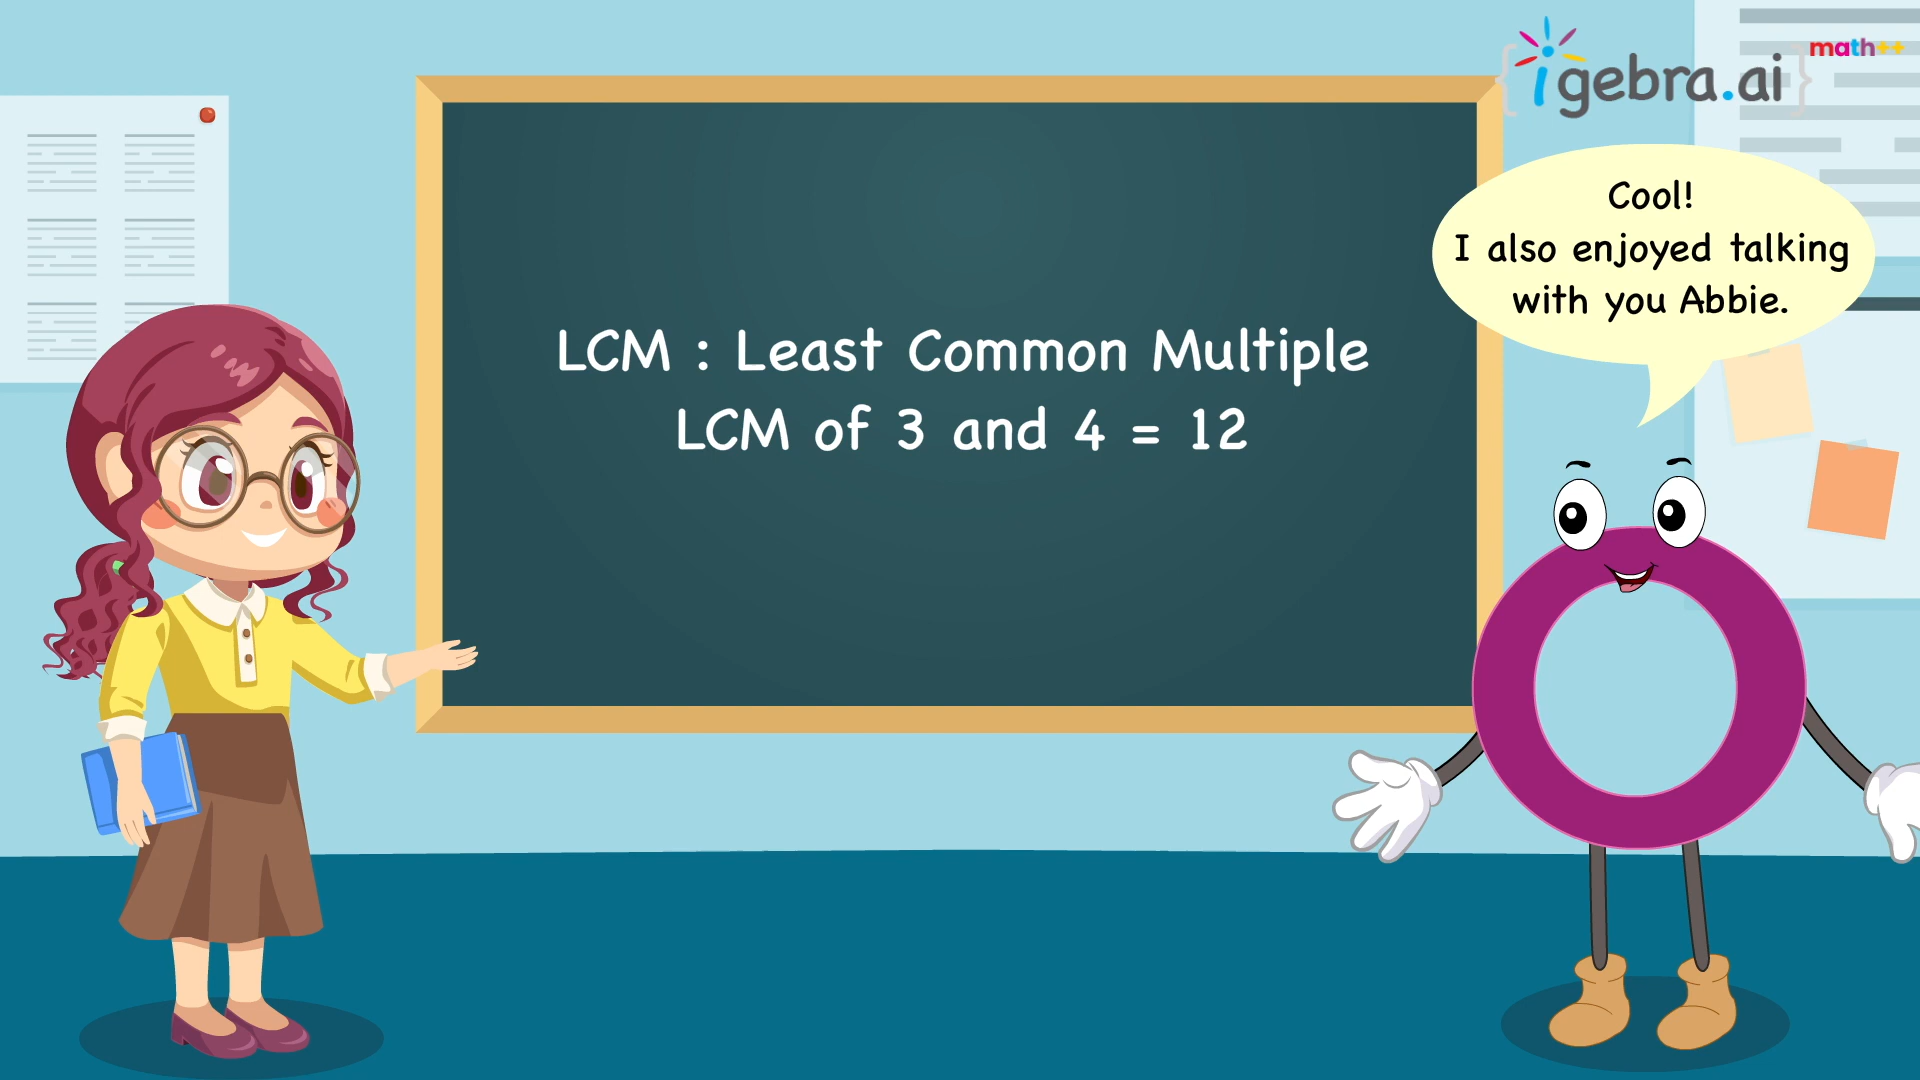 math++
igebra.ai
Cool!
I also enjoyed talking
with you Abbie.
LCM : Least Common Multiple
LCM of 3 and 4 = 12